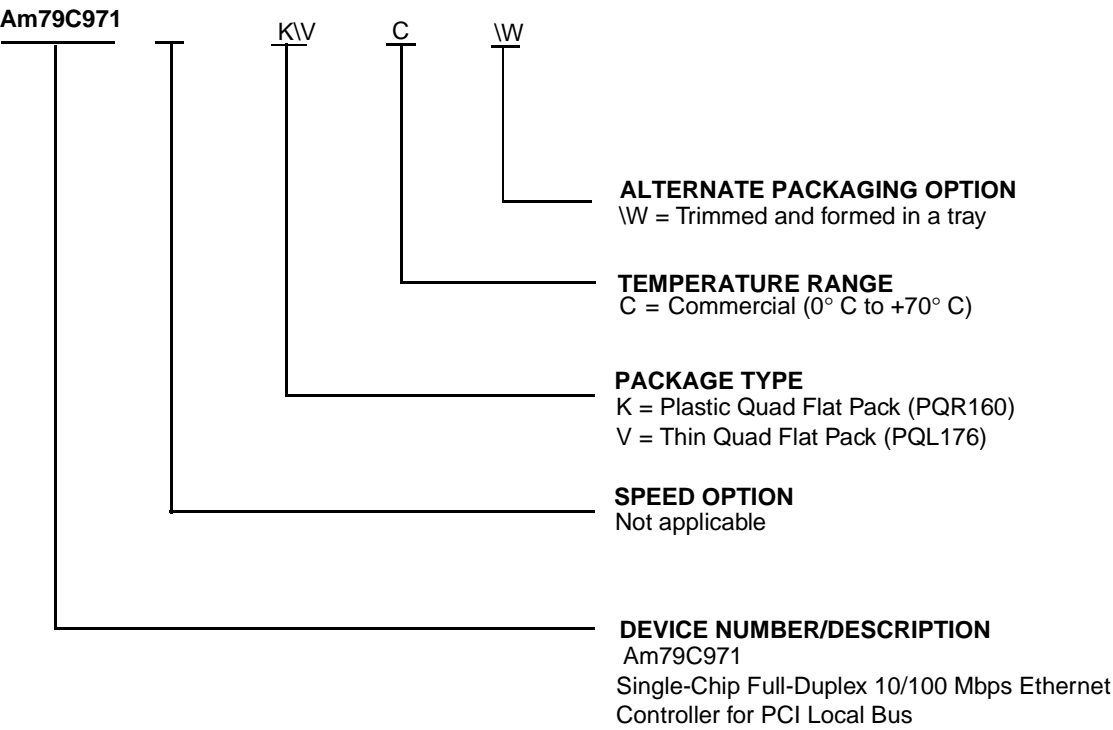 Am79C971
K\V C \W
ALTERNATE PACKAGING OPTION
\W = Trimmed and formed in a tray
TEMPERATURE RANGE
C = Commercial (0° C to +70° C)
PACKAGE TYPE
K = Plastic Quad Flat Pack (PQR160)
V = Thin Quad Flat Pack (PQL176)
SPEED OPTION
Not applicable
DEVICE NUMBER/DESCRIPTION
Am79C971
Single-Chip Full-Duplex 10/100 Mbps Ethernet
Controller for PCI Local Bus